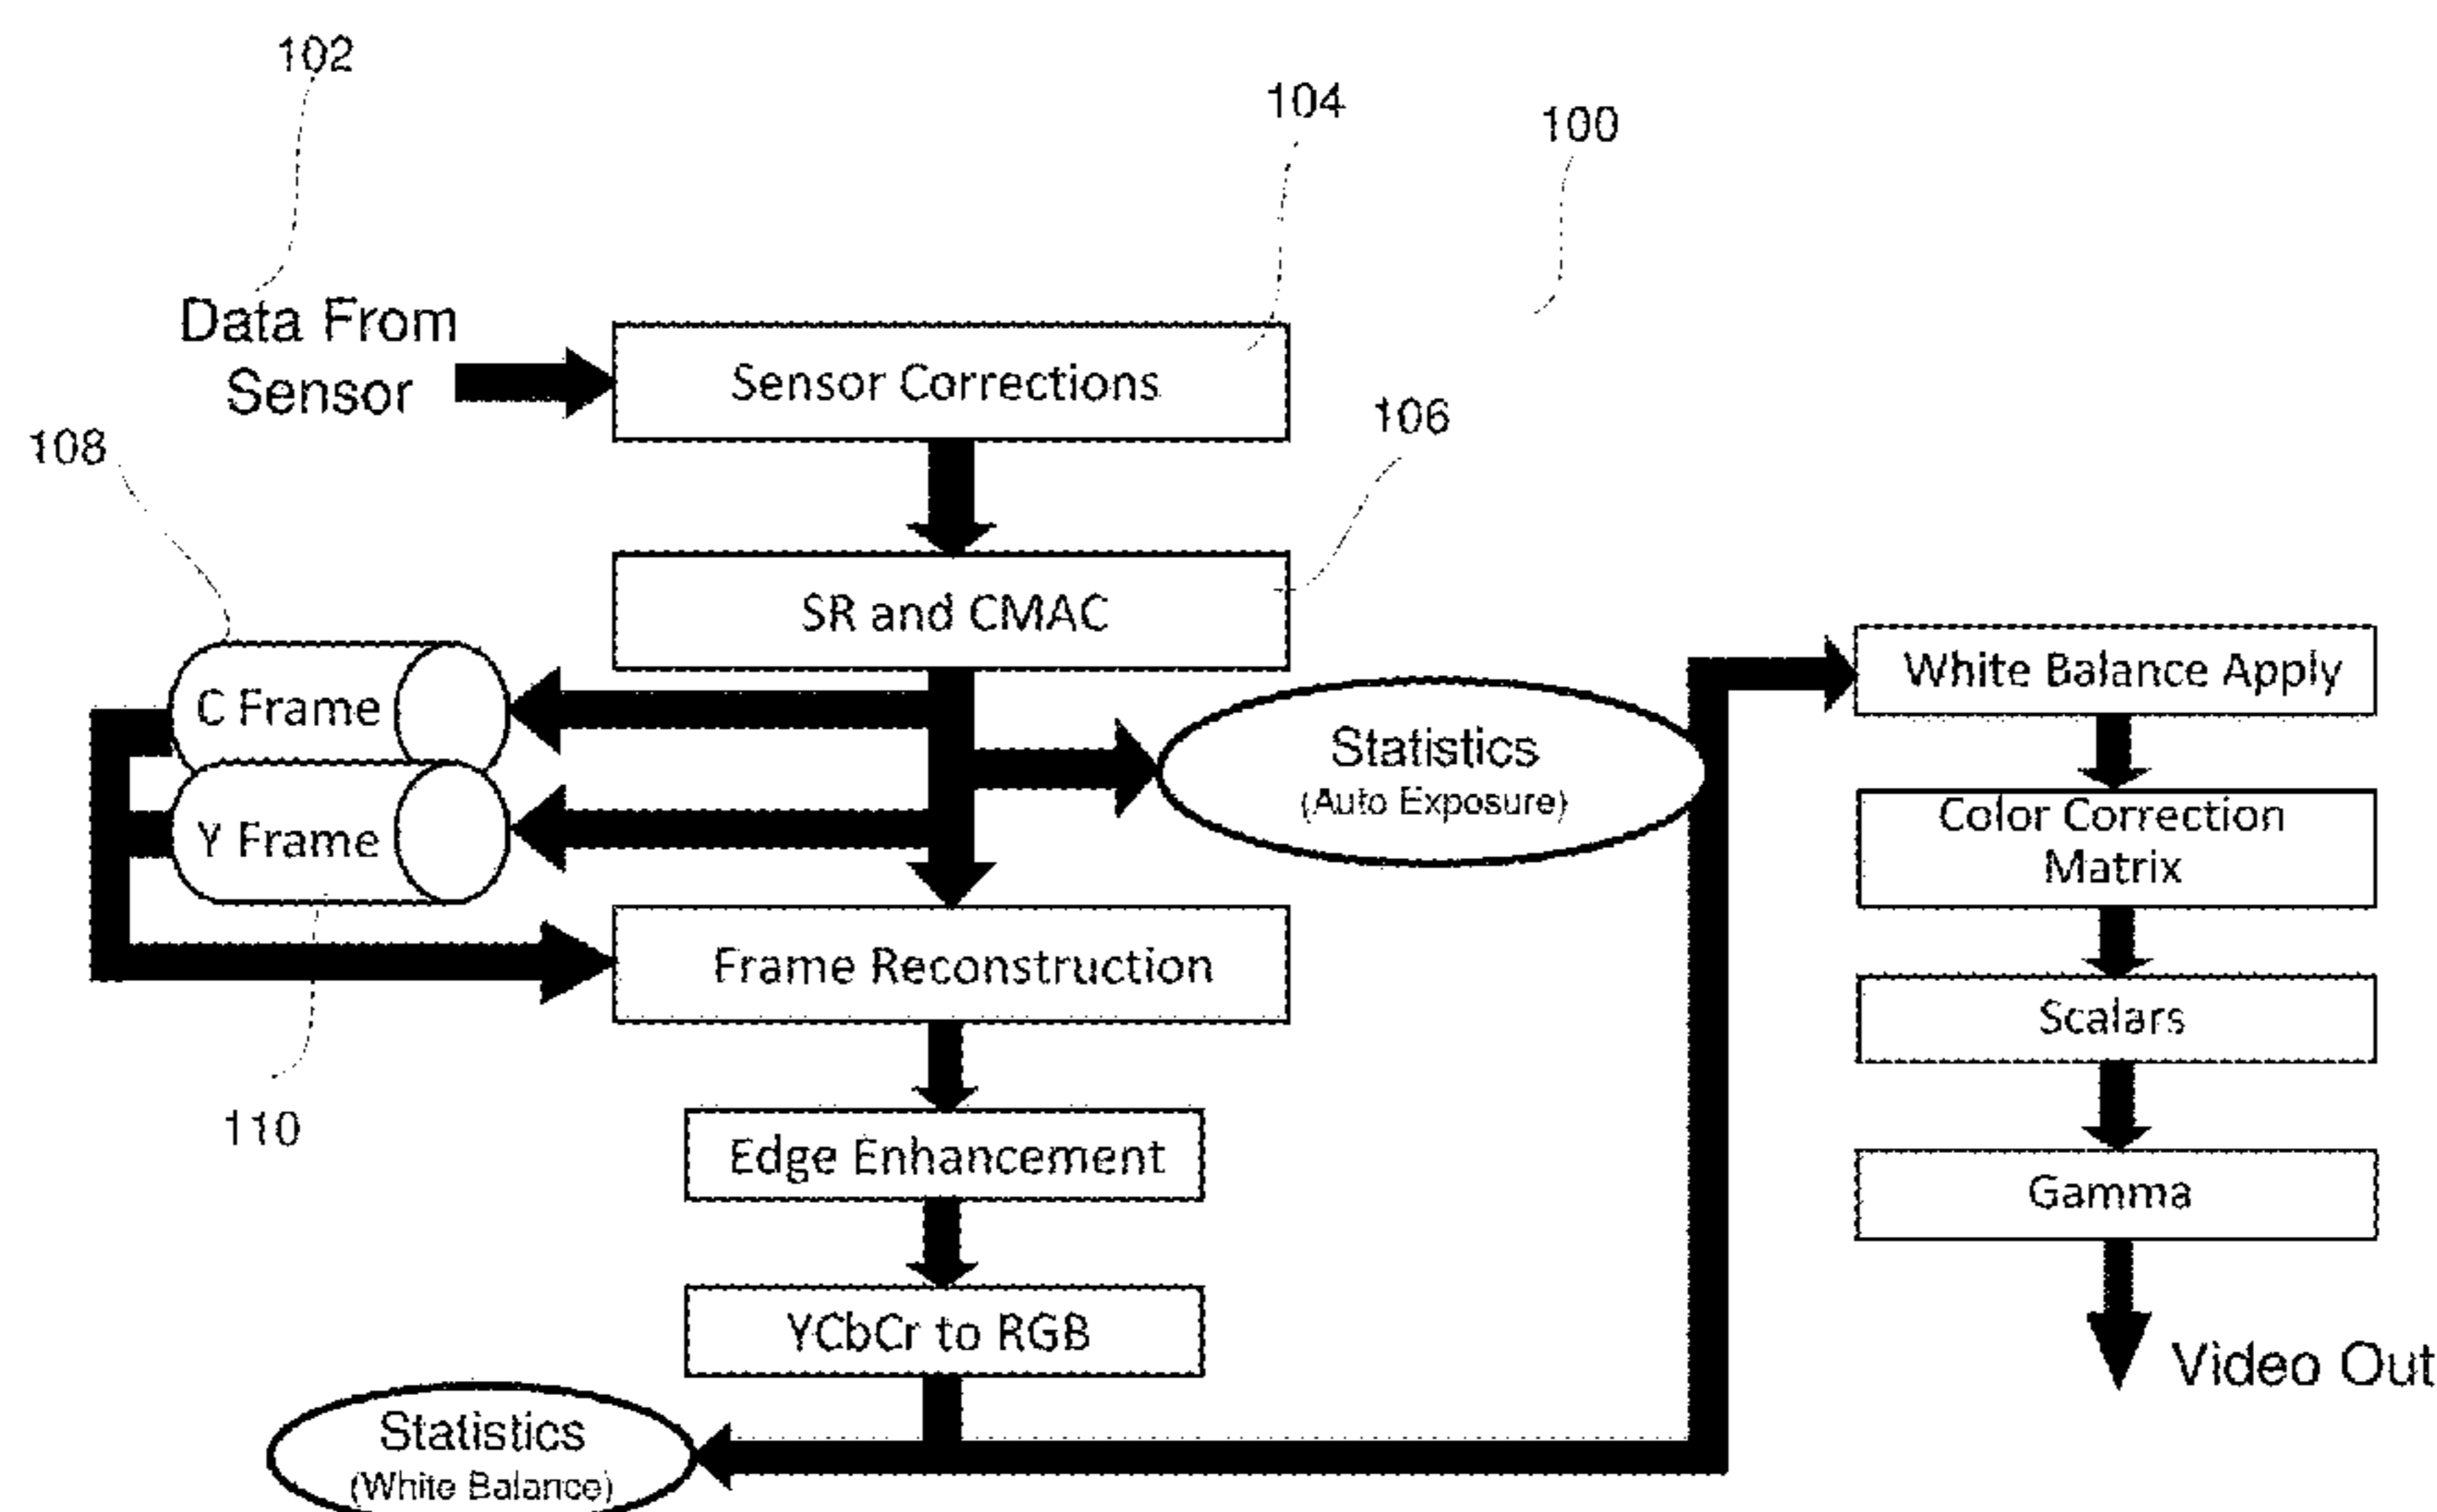 102
104
100
Data From
Sensor
Sensor Corrections
106
108
SR and CMAC
C Frame
Y Frame
Statistics
(Auto Exposure)
White Balance Apply
Color Correction
Matrix
Frame Reconstruction
Scalars
110
Edge Enhancement
Gamma
YCbCr to RGB
Video Out
Statistics
(White Balance)